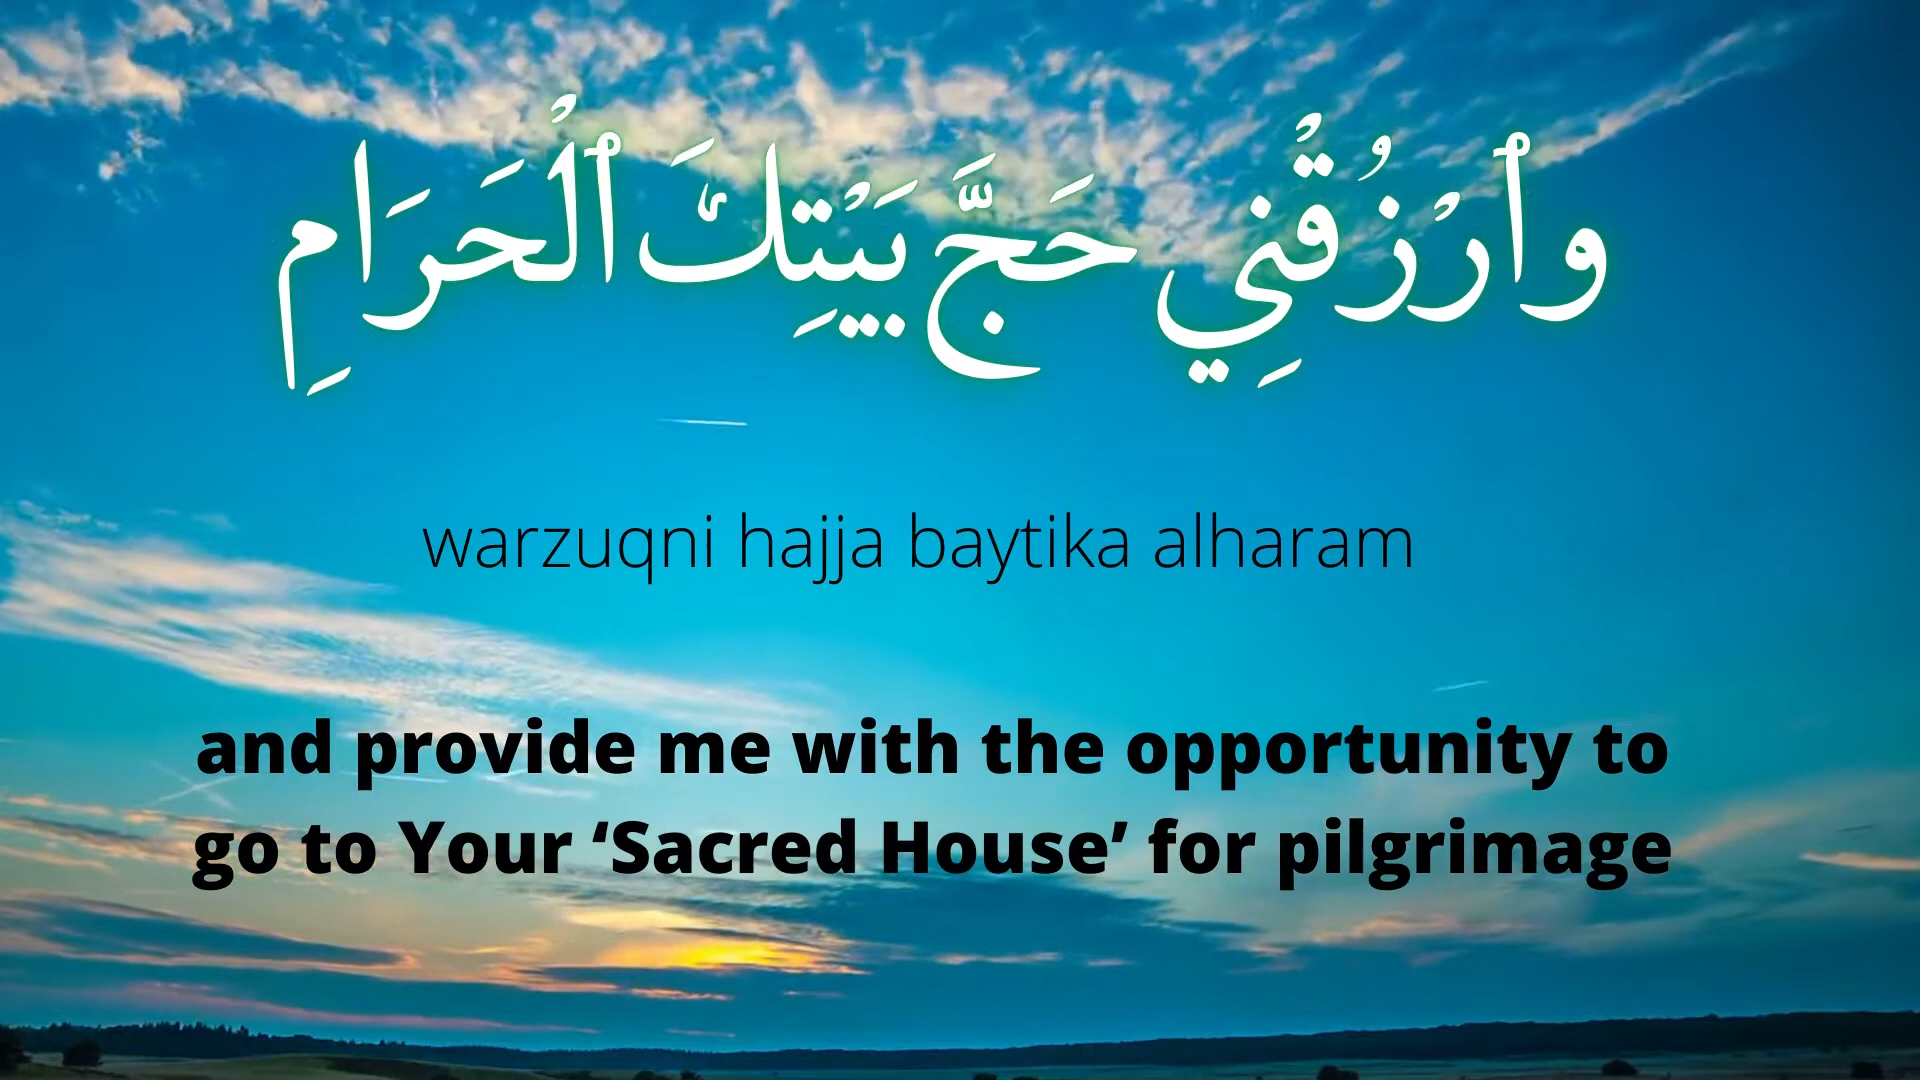 وٱرْزُقْنِي حَجَّ بَيْتِكَ ٱلْحَرَامِ
warzuqni hajja baytika alharam
and provide me with the opportunity to
go to Your ‘Sacred House’ for pilgrimage